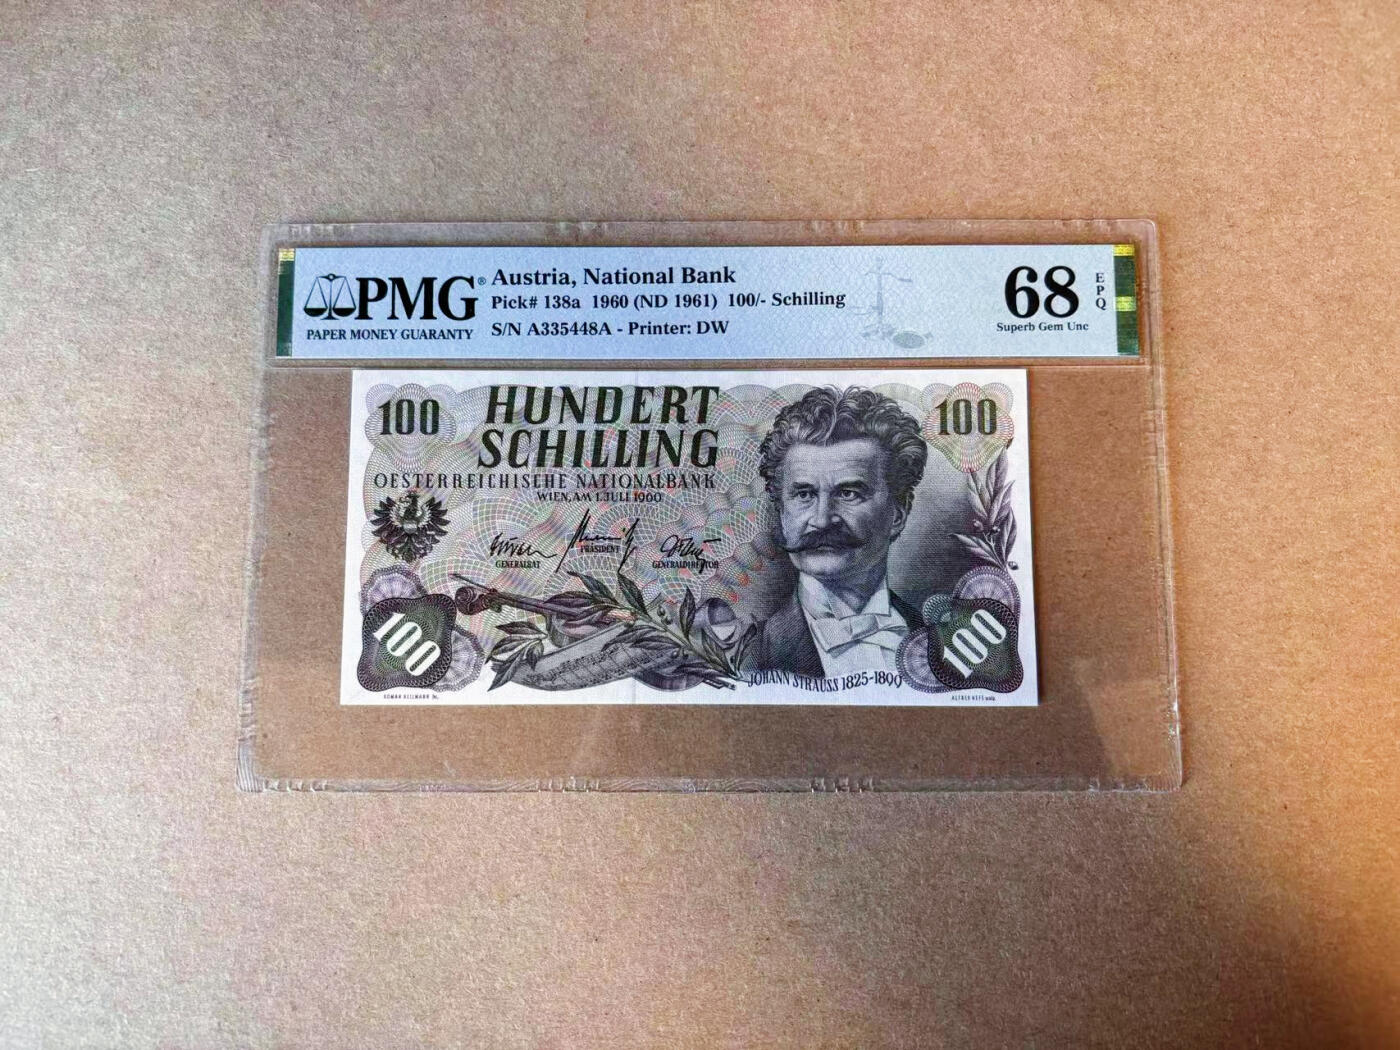 PMG®
PAPER MONEY GUARANTY
Austria, National Bank
Pick# 138a 1960 (ND 1961) 100/- Schilling
S/N A335448A - Printer: DW
68
EPQ
Superb Gem Unc
100
HUNDERT
SCHILLING
100
OESTERREICHISCHE NATIONALBANK
WIEN, AM 1. JULI 1960
GENERALRAT
PRÄSIDENT
GENERALDIREKTOR
100
100
JOHANN STRAUSS 1825-1899